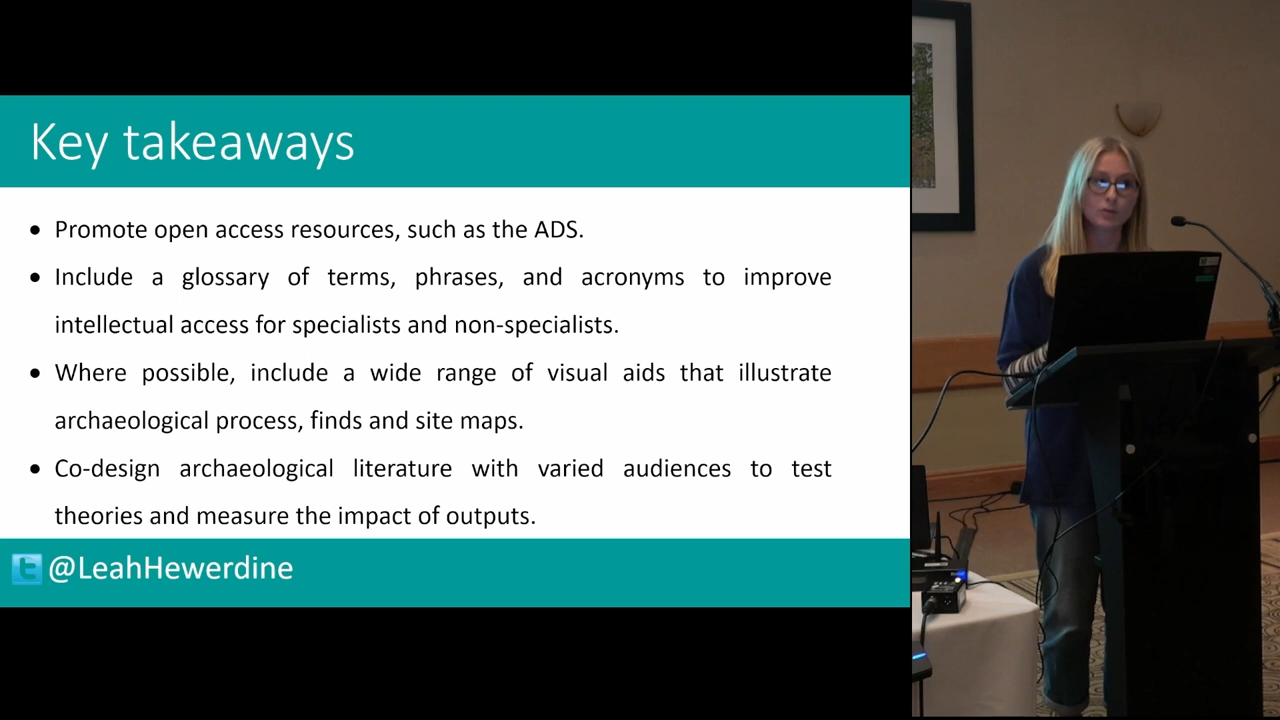 Key takeaways
• Promote open access resources, such as the ADS.
• Include a glossary of terms, phrases, and acronyms to improve
intellectual access for specialists and non-specialists.
• Where possible, include a wide range of visual aids that illustrate
archaeological process, finds and site maps.
• Co-design archaeological literature with varied audiences to test
theories and measure the impact of outputs.
@LeahHewerdine